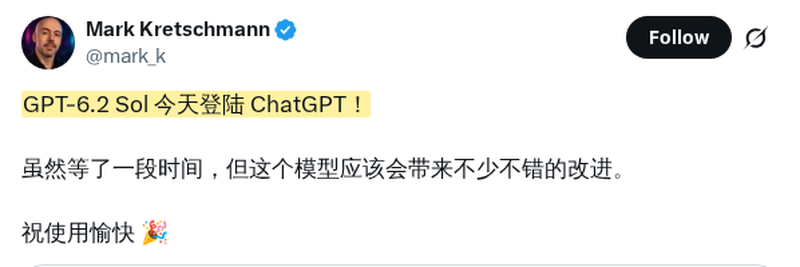 Mark Kretschmann
@mark_k
Follow
GPT-6.2 Sol 今天登陆 ChatGPT！
虽然等了一段时间，但这个模型应该会带来不少不错的改进。
祝使用愉快 🎉